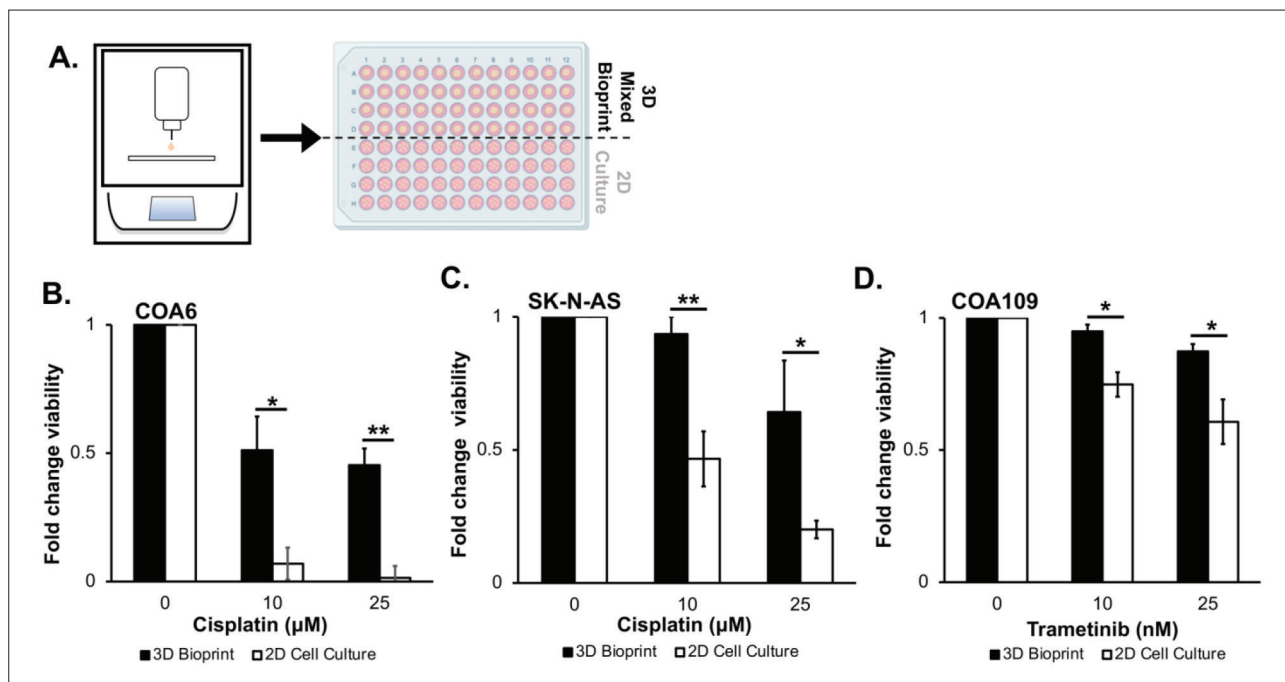 A.
1 2 3 4 5 6 7 8 9 10 11 12
A
B
C
D
E
F
G
H
3D
Mixed
Bioprint
2D
Culture
B.
COA6
Fold change viability
1
0.5
0
*
**
0 10 25
Cisplatin (µM)
3D Bioprint 2D Cell Culture
C.
SK-N-AS
Fold change viability
1
0.5
0
**
*
0 10 25
Cisplatin (µM)
3D Bioprint 2D Cell Culture
D.
COA109
Fold change viability
1
0.5
0
*
*
0 10 25
Trametinib (nM)
3D Bioprint 2D Cell Culture